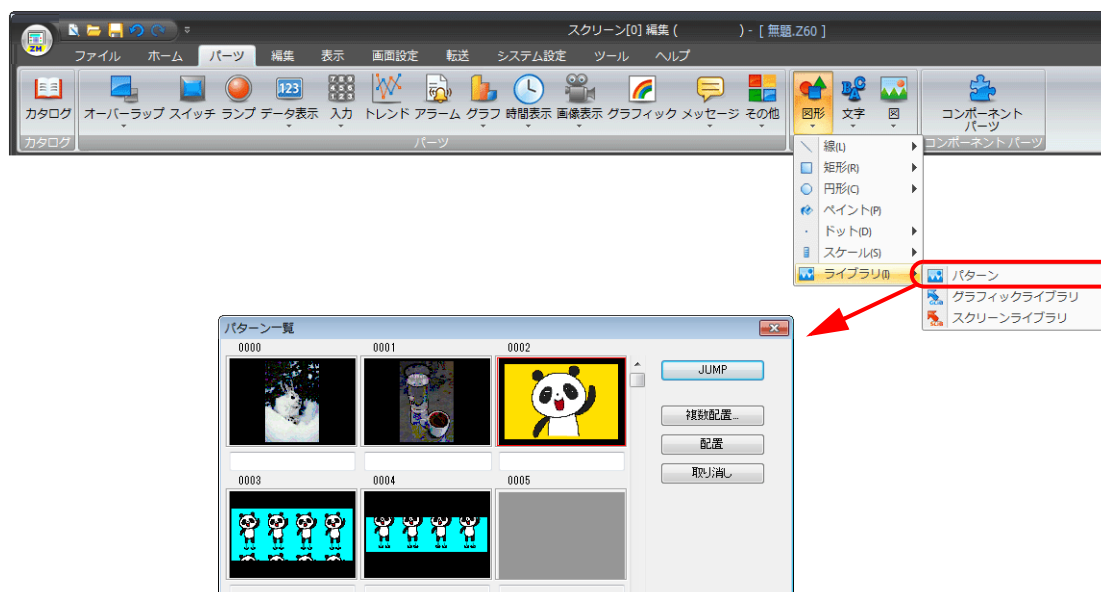 スクリーン[0] 編集 ( ) - [ 無題.Z60 ]
ZM
ファイル ホーム パーツ 編集 表示 画面設定 転送 システム設定 ツール ヘルプ
カタログ オーバーラップ スイッチ ランプ データ表示 入力 トレンド アラーム グラフ 時間表示 画像表示 グラフィック メッセージ その他 図形 文字 図 コンポーネント
パーツ
カタログ パーツ コンポーネント パーツ
線(L)
矩形(R)
円形(C)
ペイント(P)
ドット(D)
スケール(S)
ライブラリ(I)
パターン
グラフィックライブラリ
スクリーンライブラリ
パターン一覧
0000 0001 0002
JUMP
複数配置...
配置
取り消し
0003 0004 0005